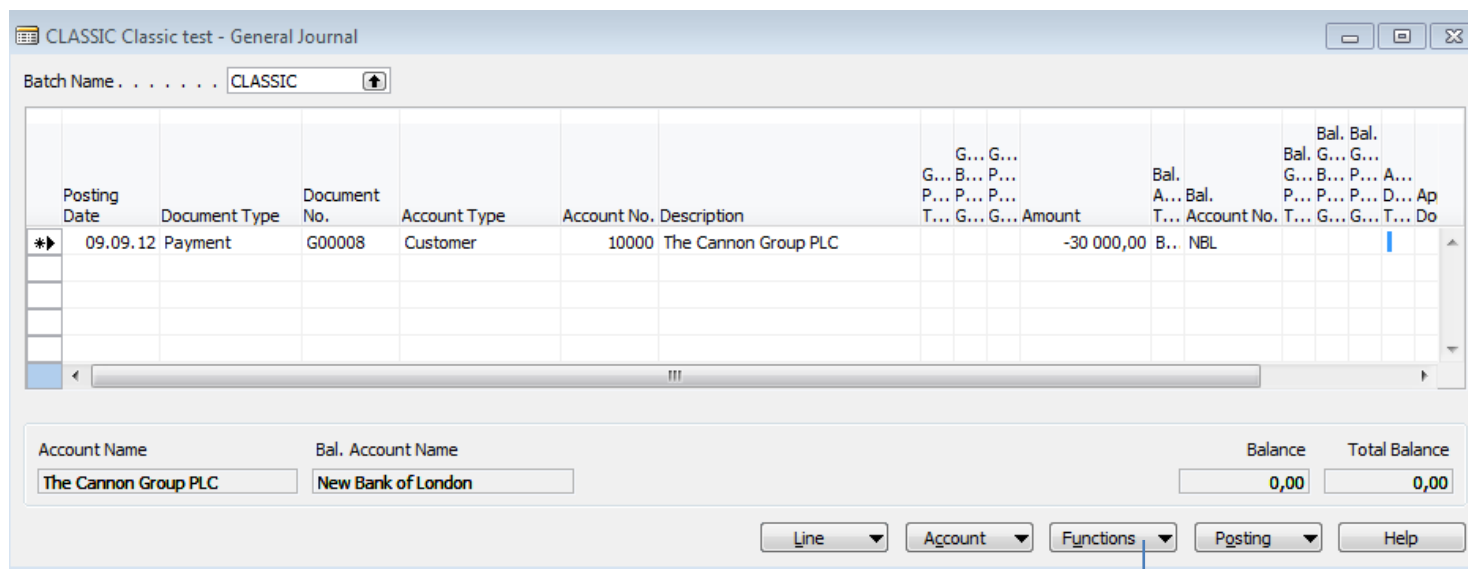 CLASSIC Classic test - General Journal
Batch Name. . . . . . . CLASSIC
Bal. Bal.
G... G... Bal. G... G...
G... B... P... Bal. G... B... P... A...
Posting Document P... P... P... A... Bal. P... P... P... D... Ap
Date Document Type No. Account Type Account No. Description T... G... G... Amount T... Account No. T... G... G... T... Do
09.09.12 Payment G00008 Customer 10000 The Cannon Group PLC -30 000,00 B... NBL
Account Name Bal. Account Name Balance Total Balance
The Cannon Group PLC New Bank of London 0,00 0,00
Line Account Functions Posting Help